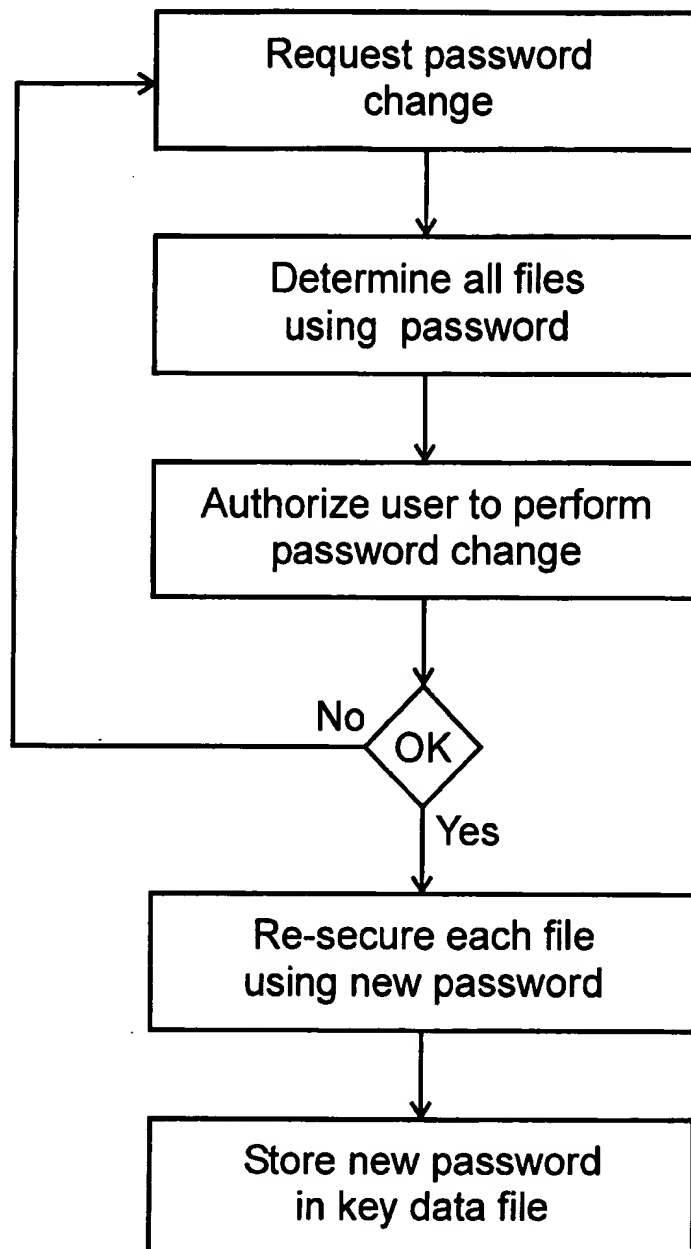 Request password
change
Determine all files
using password
Authorize user to perform
password change
No
OK
Yes
Re-secure each file
using new password
Store new password
in key data file